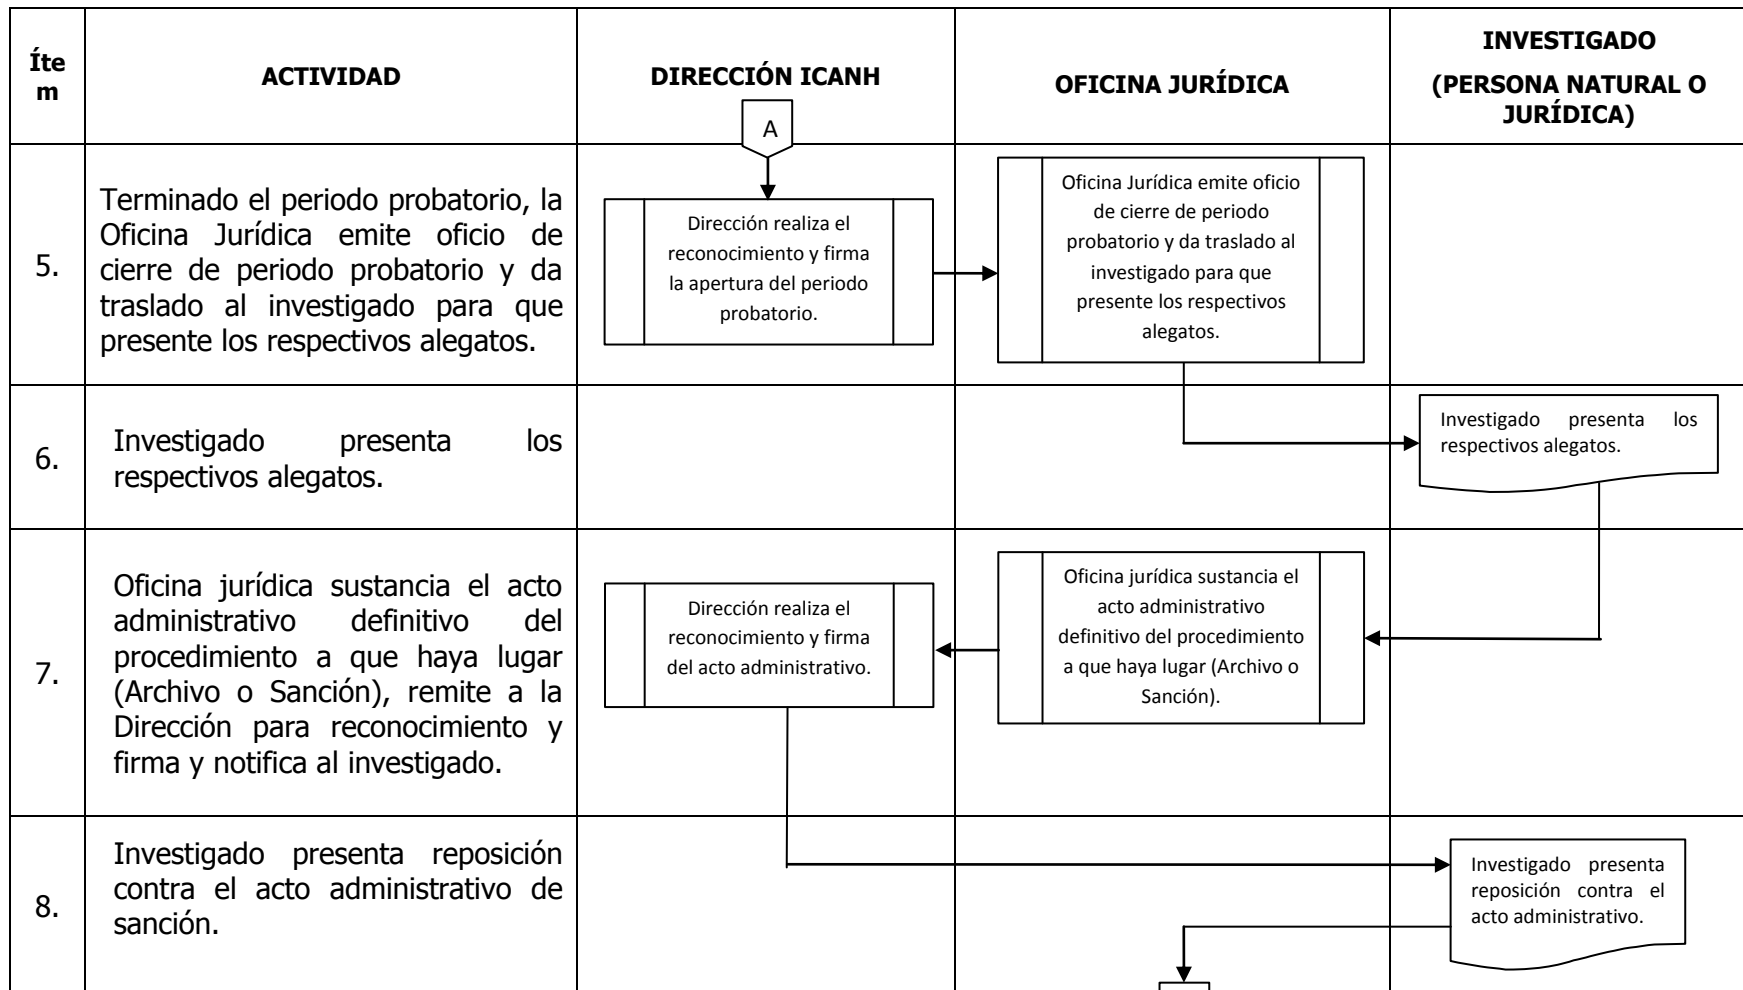 Íte
m
ACTIVIDAD
DIRECCIÓN ICANH
OFICINA JURÍDICA
INVESTIGADO
(PERSONA NATURAL O
JURÍDICA)
A
5.
Terminado el periodo probatorio, la
Oficina Jurídica emite oficio de
cierre de periodo probatorio y da
traslado al investigado para que
presente los respectivos alegatos.
Dirección realiza el
reconocimiento y firma
la apertura del periodo
probatorio.
Oficina Jurídica emite oficio
de cierre de periodo
probatorio y da traslado al
investigado para que
presente los respectivos
alegatos.
6.
Investigado presenta los
respectivos alegatos.
Investigado presenta los
respectivos alegatos.
7.
Oficina jurídica sustancia el acto
administrativo definitivo del
procedimiento a que haya lugar
(Archivo o Sanción), remite a la
Dirección para reconocimiento y
firma y notifica al investigado.
Dirección realiza el
reconocimiento y firma
del acto administrativo.
Oficina jurídica sustancia el
acto administrativo
definitivo del procedimiento
a que haya lugar (Archivo o
Sanción).
8.
Investigado presenta reposición
contra el acto administrativo de
sanción.
Investigado presenta
reposición contra el
acto administrativo.